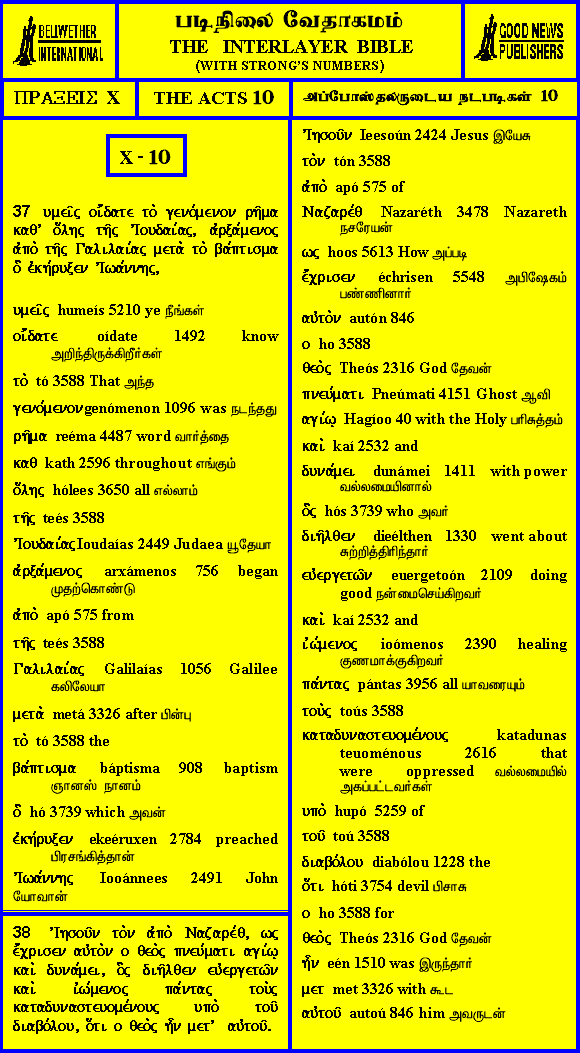 BELLWETHER
INTERNATIONAL
படிநிலை வேதாகமம்
THE INTERLAYER BIBLE
(WITH STRONG'S NUMBERS)
GOOD NEWS
PUBLISHERS
ΠΡΑΞΕΙΣ X
THE ACTS 10
அப்போஸ்தலருடைய நடபடிகள் 10
X - 10
37 υμεῖς οἴδατε τὸ γενόμενον ρῆμα
καθ' ὅλης τῆς Ἰουδαίας, ἀρξάμενος
ἀπὸ τῆς Γαλιλαίας μετὰ τὸ βάπτισμα
ὃ ἐκήρυξεν Ἰωάννης,
υμεῖς humeís 5210 ye நீங்கள்
οἴδατε oídate 1492 know
அறிந்திருக்கிறீர்கள்
τὸ tó 3588 That அந்த
γενόμενον genómenon 1096 was நடந்தது
ρῆμα reéma 4487 word வார்த்தை
καθ kath 2596 throughout எங்கும்
ὅλης hólees 3650 all எல்லாம்
τῆς teés 3588
Ἰουδαίας Ioudaías 2449 Judaea யூதேயா
ἀρξάμενος arxámenos 756 began
முதற்கொண்டு
ἀπὸ apó 575 from
τῆς teés 3588
Γαλιλαίας Galilaías 1056 Galilee
கலிலேயா
μετὰ metá 3326 after பின்பு
τὸ tó 3588 the
βάπτισμα báptisma 908 baptism
ஞானஸ் நானம்
ὃ hó 3739 which அவன்
ἐκήρυξεν ekeéruxen 2784 preached
பிரசங்கித்தான்
Ἰωάννης Iooánnees 2491 John
யோவான்
38 Ἰησοῦν τὸν ἀπὸ Ναζαρέθ, ως
ἔχρισεν αὐτὸν ο θεὸς πνεύματι αγίῳ
καὶ δυνάμει, ὃς διῆλθεν εὐεργετῶν
καὶ ἰώμενος πάντας τοὺς
καταδυναστευομένους υπὸ τοῦ
διαβόλου, ὅτι ο θεὸς ἦν μετ' αὐτοῦ.
Ἰησοῦν Ieesoún 2424 Jesus இயேசு
τὸν tón 3588
ἀπὸ apó 575 of
Ναζαρέθ Nazaréth 3478 Nazareth
நசரேயன்
ως hoos 5613 How அப்படி
ἔχρισεν échrisen 5548 அபிஷேகம்
பண்ணினார்
αὐτὸν autón 846
ο ho 3588
θεὸς Theós 2316 God தேவன்
πνεύματι Pneúmati 4151 Ghost ஆவி
αγίῳ Hagíoo 40 with the Holy பரிசுத்தம்
καὶ kaí 2532 and
δυνάμει dunámei 1411 with power
வல்லமையினால்
ὃς hós 3739 who அவர்
διῆλθεν dieélthen 1330 went about
சுற்றித்திரிந்தார்
εὐεργετῶν euergetoón 2109 doing
good நன்மைசெய்கிறவர்
καὶ kaí 2532 and
ἰώμενος ioómenos 2390 healing
குணமாக்குகிறவர்
πάντας pántas 3956 all யாவரையும்
τοὺς toús 3588
καταδυναστευομένους katadunas
teuoménous 2616 that
were oppressed வல்லமையில்
அகப்பட்டவர்கள்
υπὸ hupó 5259 of
τοῦ toú 3588
διαβόλου diabólou 1228 the
ὅτι hóti 3754 devil பிசாசு
ο ho 3588 for
θεὸς Theós 2316 God தேவன்
ἦν eén 1510 was இருந்தார்
μετ met 3326 with கூட
αὐτοῦ autoú 846 him அவருடன்